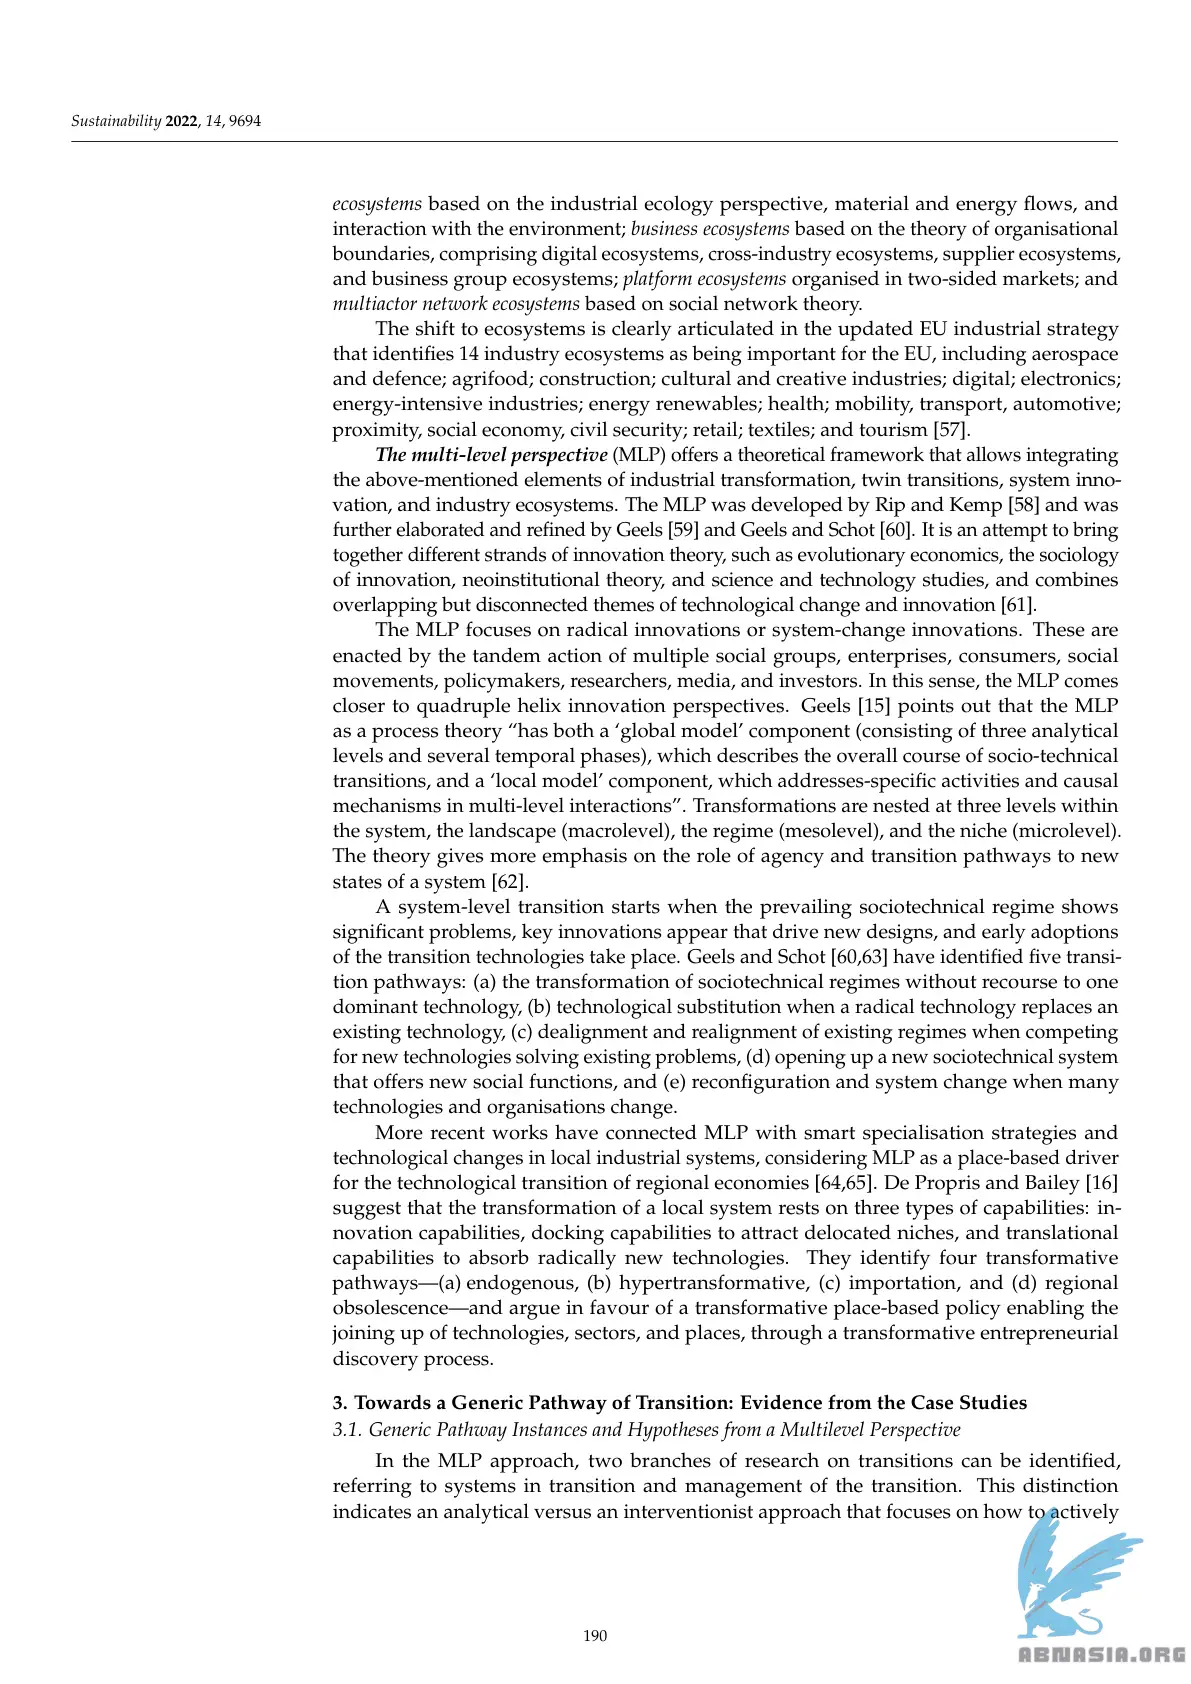 Sustainability 2022, 14, 9694
ecosystems based on the industrial ecology perspective, material and energy flows, and
interaction with the environment; business ecosystems based on the theory of organisational
boundaries, comprising digital ecosystems, cross-industry ecosystems, supplier ecosystems,
and business group ecosystems; platform ecosystems organised in two-sided markets; and
multiactor network ecosystems based on social network theory.
The shift to ecosystems is clearly articulated in the updated EU industrial strategy
that identifies 14 industry ecosystems as being important for the EU, including aerospace
and defence; agrifood; construction; cultural and creative industries; digital; electronics;
energy-intensive industries; energy renewables; health; mobility, transport, automotive;
proximity, social economy, civil security; retail; textiles; and tourism [57].
The multi-level perspective (MLP) offers a theoretical framework that allows integrating
the above-mentioned elements of industrial transformation, twin transitions, system inno-
vation, and industry ecosystems. The MLP was developed by Rip and Kemp [58] and was
further elaborated and refined by Geels [59] and Geels and Schot [60]. It is an attempt to bring
together different strands of innovation theory, such as evolutionary economics, the sociology
of innovation, neoinstitutional theory, and science and technology studies, and combines
overlapping but disconnected themes of technological change and innovation [61].
The MLP focuses on radical innovations or system-change innovations. These are
enacted by the tandem action of multiple social groups, enterprises, consumers, social
movements, policymakers, researchers, media, and investors. In this sense, the MLP comes
closer to quadruple helix innovation perspectives. Geels [15] points out that the MLP
as a process theory “has both a ‘global model’ component (consisting of three analytical
levels and several temporal phases), which describes the overall course of socio-technical
transitions, and a ‘local model’ component, which addresses-specific activities and causal
mechanisms in multi-level interactions”. Transformations are nested at three levels within
the system, the landscape (macrolevel), the regime (mesolevel), and the niche (microlevel).
The theory gives more emphasis on the role of agency and transition pathways to new
states of a system [62].
A system-level transition starts when the prevailing sociotechnical regime shows
significant problems, key innovations appear that drive new designs, and early adoptions
of the transition technologies take place. Geels and Schot [60,63] have identified five transi-
tion pathways: (a) the transformation of sociotechnical regimes without recourse to one
dominant technology, (b) technological substitution when a radical technology replaces an
existing technology, (c) dealignment and realignment of existing regimes when competing
for new technologies solving existing problems, (d) opening up a new sociotechnical system
that offers new social functions, and (e) reconfiguration and system change when many
technologies and organisations change.
More recent works have connected MLP with smart specialisation strategies and
technological changes in local industrial systems, considering MLP as a place-based driver
for the technological transition of regional economies [64,65]. De Propris and Bailey [16]
suggest that the transformation of a local system rests on three types of capabilities: in-
novation capabilities, docking capabilities to attract delocated niches, and translational
capabilities to absorb radically new technologies. They identify four transformative
pathways—(a) endogenous, (b) hypertransformative, (c) importation, and (d) regional
obsolescence—and argue in favour of a transformative place-based policy enabling the
joining up of technologies, sectors, and places, through a transformative entrepreneurial
discovery process.
3. Towards a Generic Pathway of Transition: Evidence from the Case Studies
3.1. Generic Pathway Instances and Hypotheses from a Multilevel Perspective
In the MLP approach, two branches of research on transitions can be identified,
referring to systems in transition and management of the transition. This distinction
indicates an analytical versus an interventionist approach that focuses on how to actively
190
ABNASIA.ORG